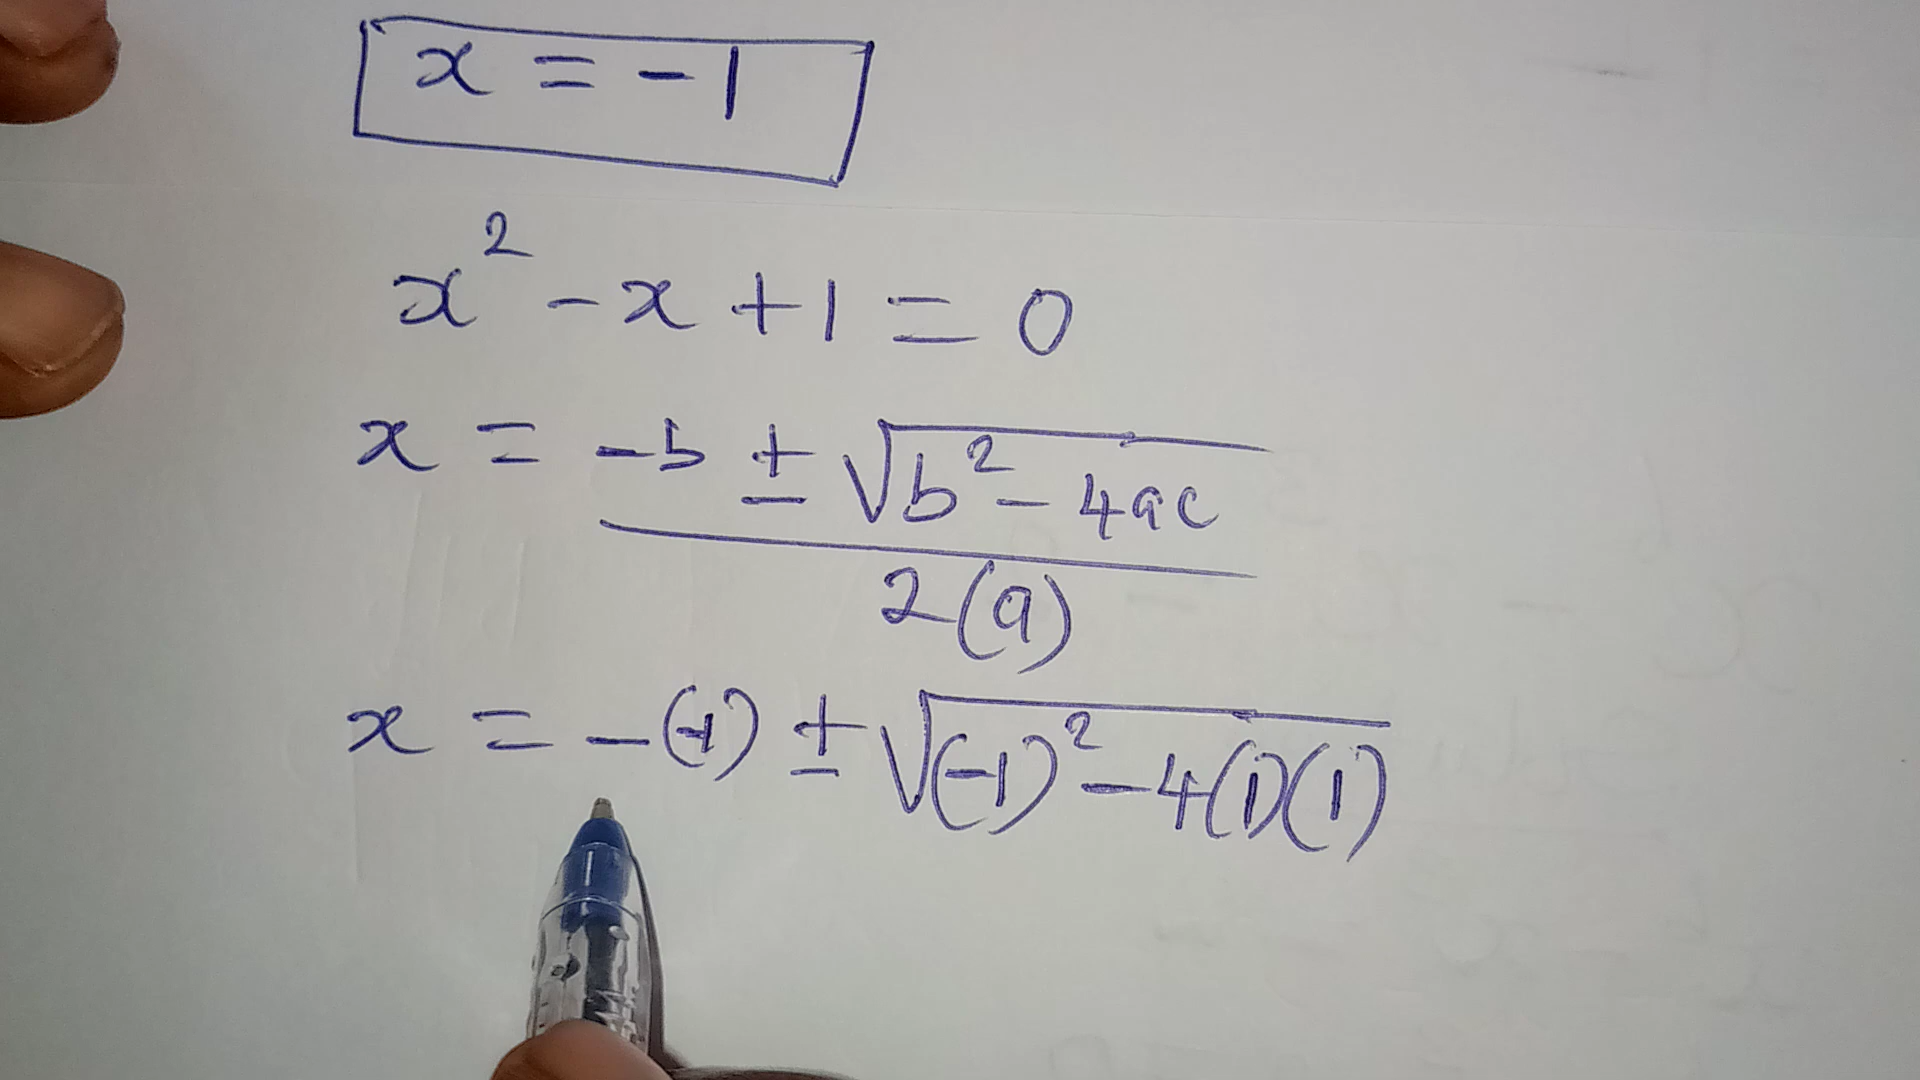 x = -1
x² - x + 1 = 0
x = -b ± √b² - 4ac
2(a)
x = -(-1) ± √(-1)² - 4(1)(1)